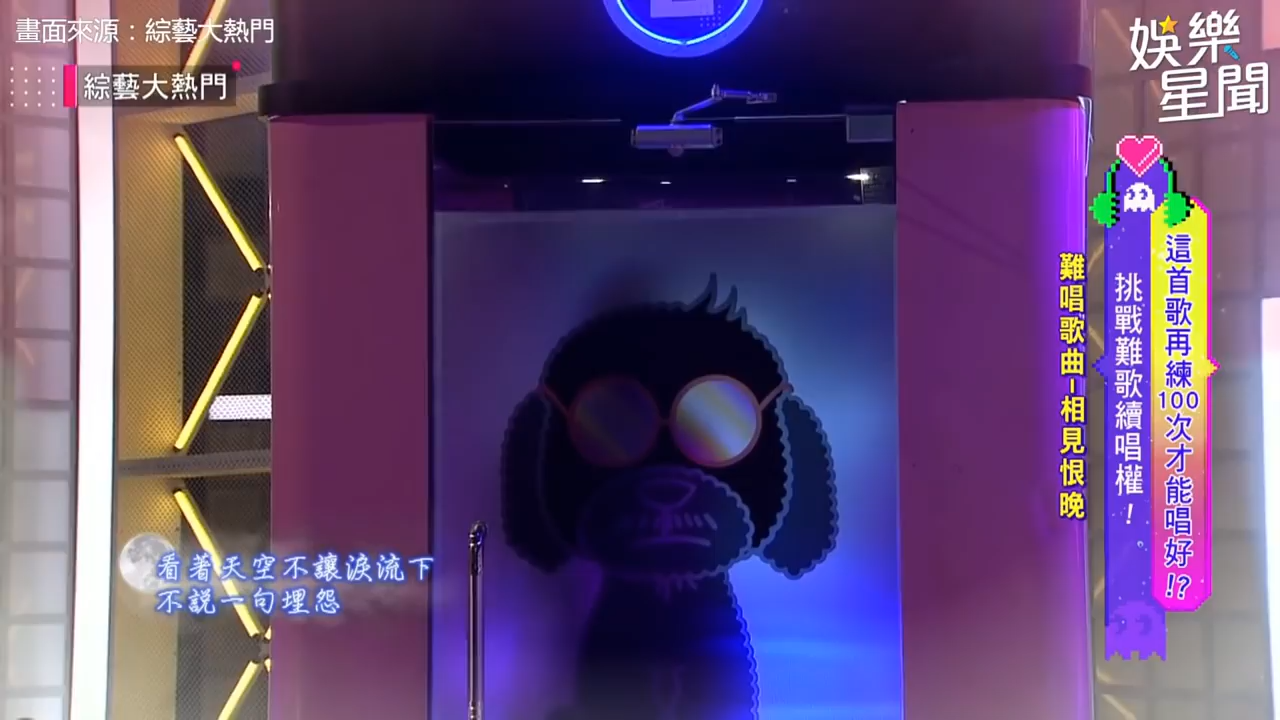 畫面來源：綜藝大熱門
綜藝大熱門
娛樂
星聞
這首歌再練100次才能唱好!?
挑戰難歌續唱權！
難唱歌曲-相見恨晚
看著天空不讓淚流下
不說一句埋怨